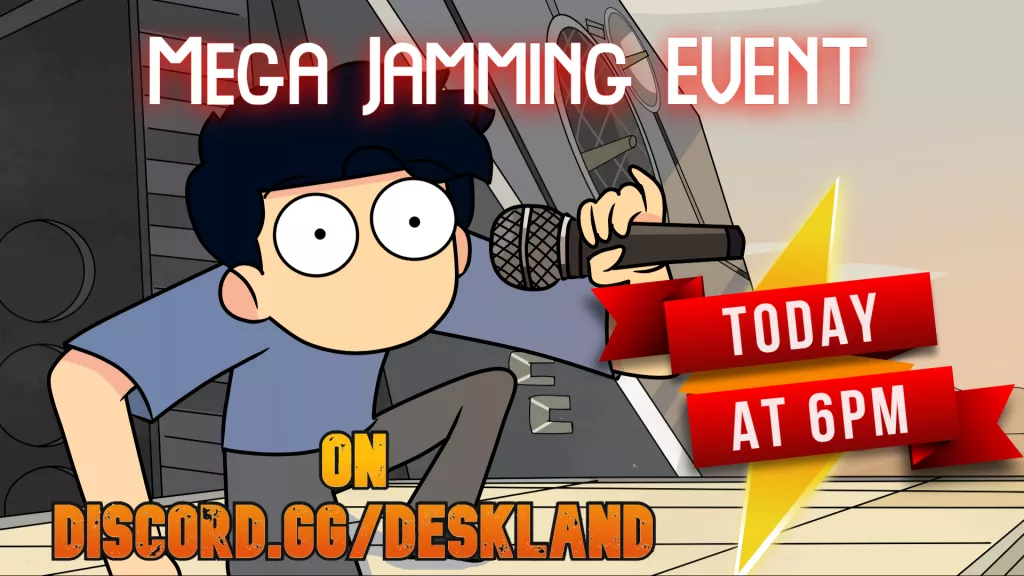 MEGA JAMMING EVENT
TODAY
AT 6PM
ON
DISCORD.GG/DESKLAND